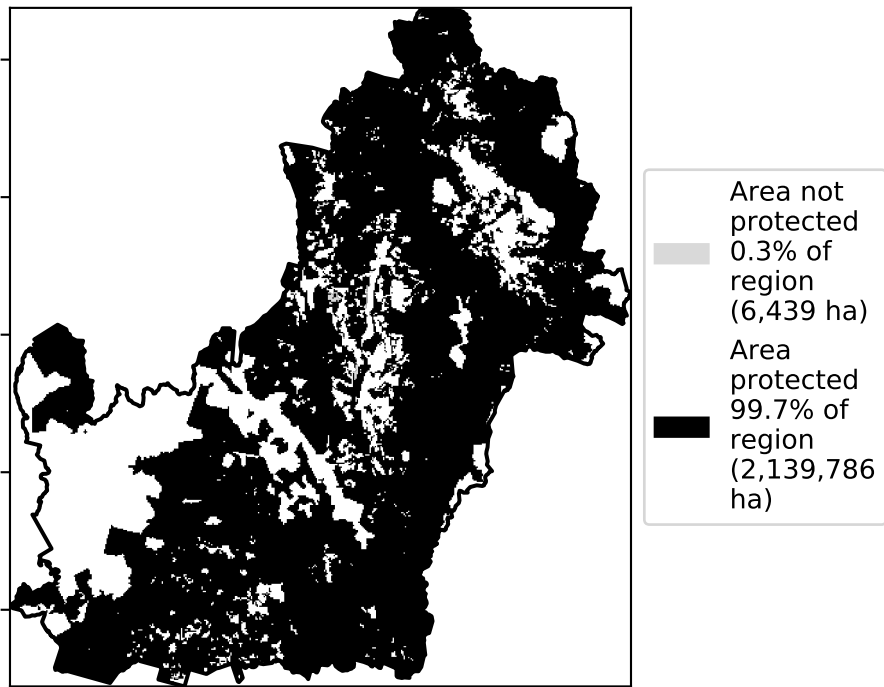 Area not
protected
0.3% of
region
(6,439 ha)
Area
protected
99.7% of
region
(2,139,786
ha)